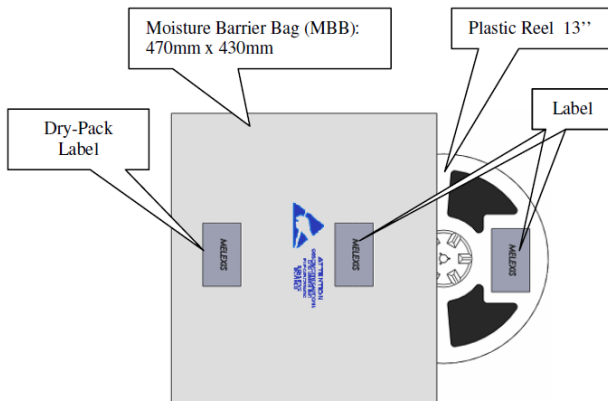 Moisture Barrier Bag (MBB):
470mm x 430mm
Plastic Reel 13’’
Label
Dry-Pack
Label
MELEXIS
MELEXIS
MELEXIS
ATTENTION